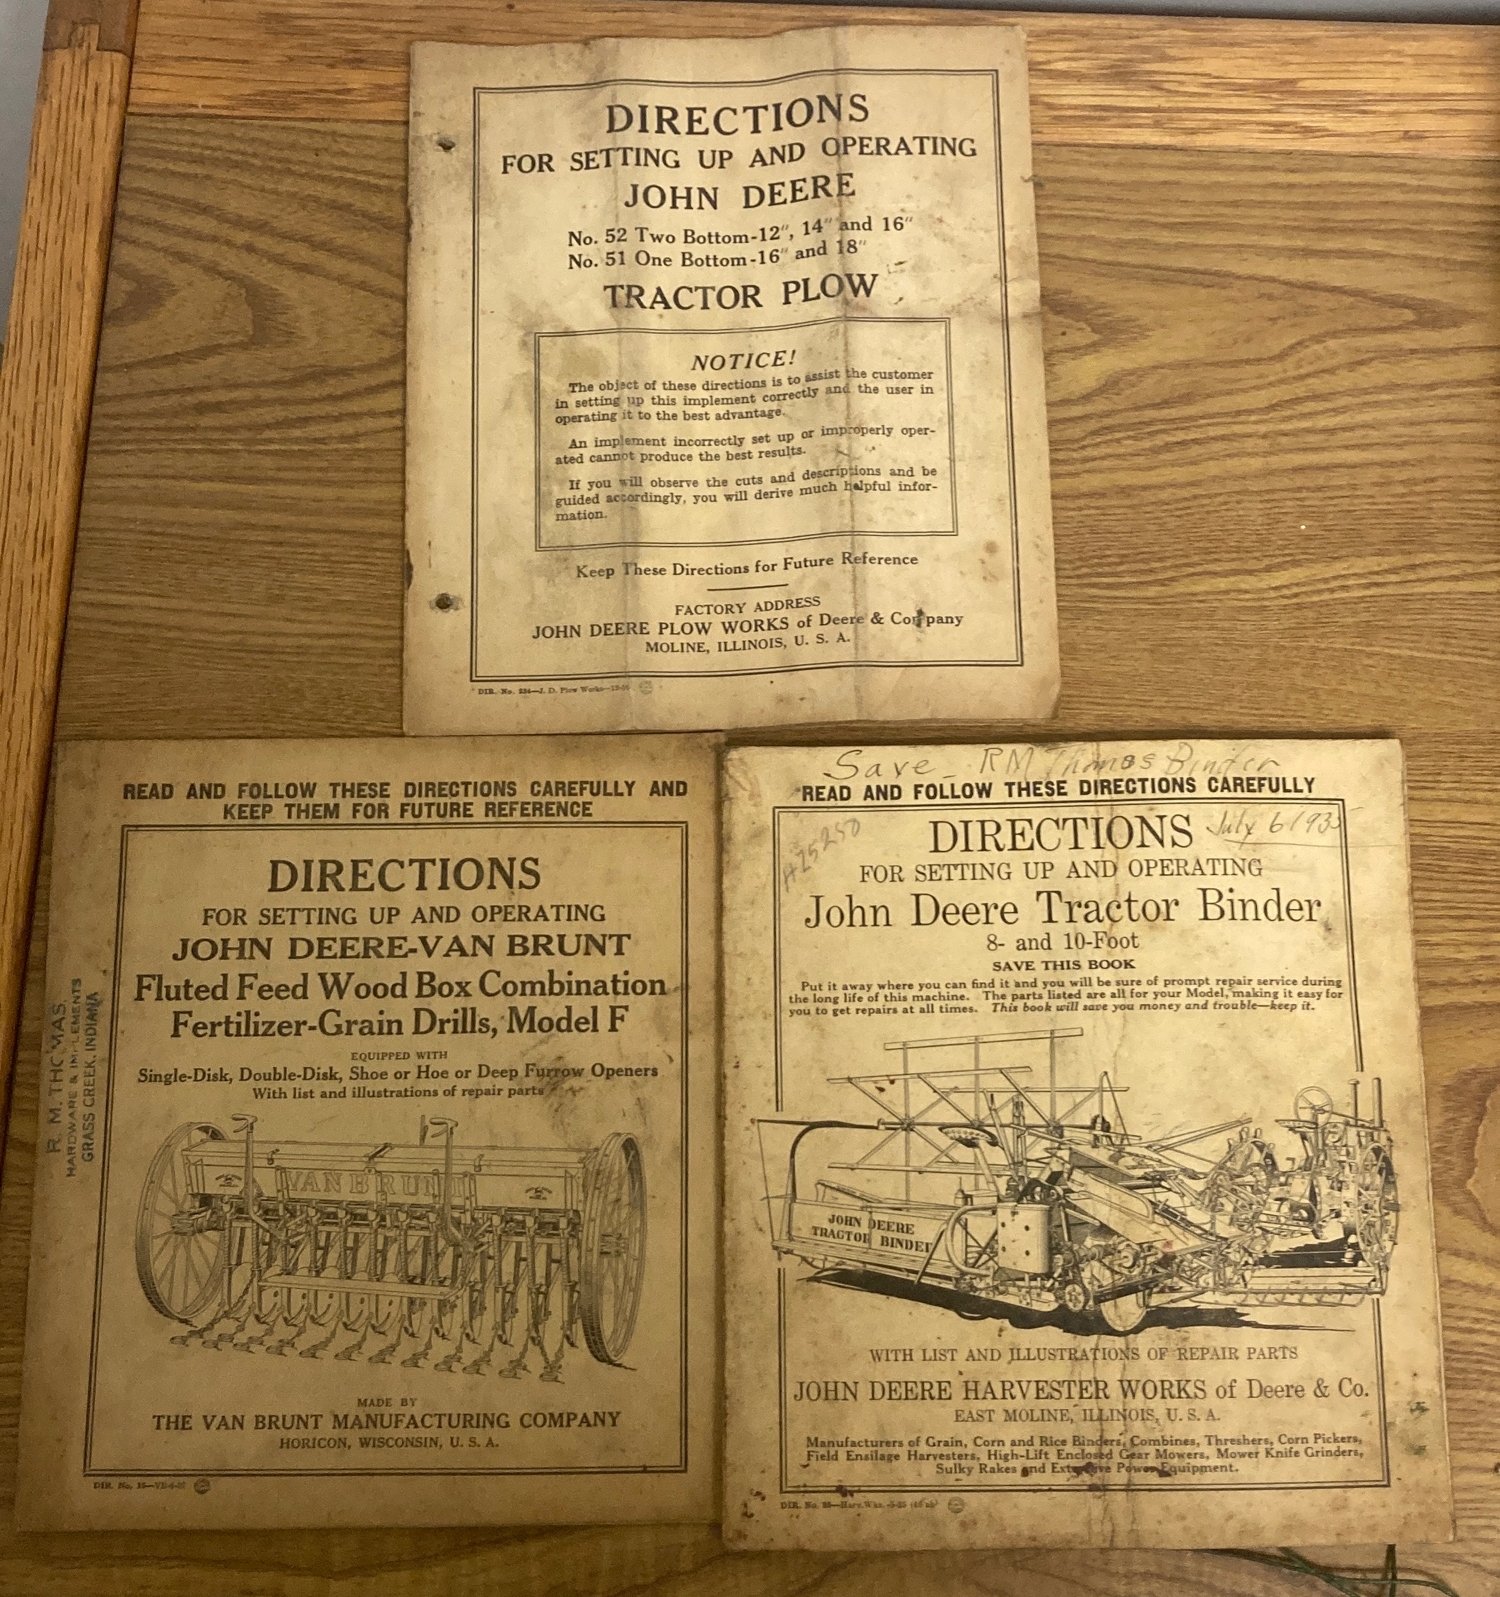 DIRECTIONS
FOR SETTING UP AND OPERATING
JOHN DEERE
No. 52 Two Bottom-12″, 14″ and 16″
No. 51 One Bottom-16″ and 18″
TRACTOR PLOW
NOTICE!
The object of these directions is to assist the customer
in setting up this implement correctly and the user in
operating it to the best advantage.
An implement incorrectly set up or improperly oper-
ated cannot produce the best results.
If you will observe the cuts and descriptions and be
guided accordingly, you will derive much helpful infor-
mation.
Keep These Directions for Future Reference
FACTORY ADDRESS
JOHN DEERE PLOW WORKS of Deere & Company
MOLINE, ILLINOIS, U. S. A.
DIR. No. 234—J. D. Plow Works
READ AND FOLLOW THESE DIRECTIONS CAREFULLY AND
KEEP THEM FOR FUTURE REFERENCE
DIRECTIONS
FOR SETTING UP AND OPERATING
JOHN DEERE-VAN BRUNT
Fluted Feed Wood Box Combination
Fertilizer-Grain Drills, Model F
EQUIPPED WITH
Single-Disk, Double-Disk, Shoe or Hoe or Deep Furrow Openers
With list and illustrations of repair parts
VAN BRUNT
MADE BY
THE VAN BRUNT MANUFACTURING COMPANY
HORICON, WISCONSIN, U. S. A.
DIR. No.
R. M. THOMAS
HARDWARE & IMPLEMENTS
GRASS CREEK, INDIANA
Save - RM Thomas Binder
READ AND FOLLOW THESE DIRECTIONS CAREFULLY
July 6 193
DIRECTIONS
FOR SETTING UP AND OPERATING
John Deere Tractor Binder
8- and 10-Foot
SAVE THIS BOOK
Put it away where you can find it and you will be sure of prompt repair service during
the long life of this machine. The parts listed are all for your Model, making it easy for
you to get repairs at all times. This book will save you money and trouble—keep it.
JOHN DEERE
TRACTOR BINDER
WITH LIST AND ILLUSTRATIONS OF REPAIR PARTS
JOHN DEERE HARVESTER WORKS of Deere & Co.
EAST MOLINE, ILLINOIS, U. S. A.
Manufacturers of Grain, Corn and Rice Binders, Combines, Threshers, Corn Pickers,
Field Ensilage Harvesters, High-Lift Enclosed Gear Mowers, Mower Knife Grinders,
Sulky Rakes and Extensive Power Equipment.
DIR. No.